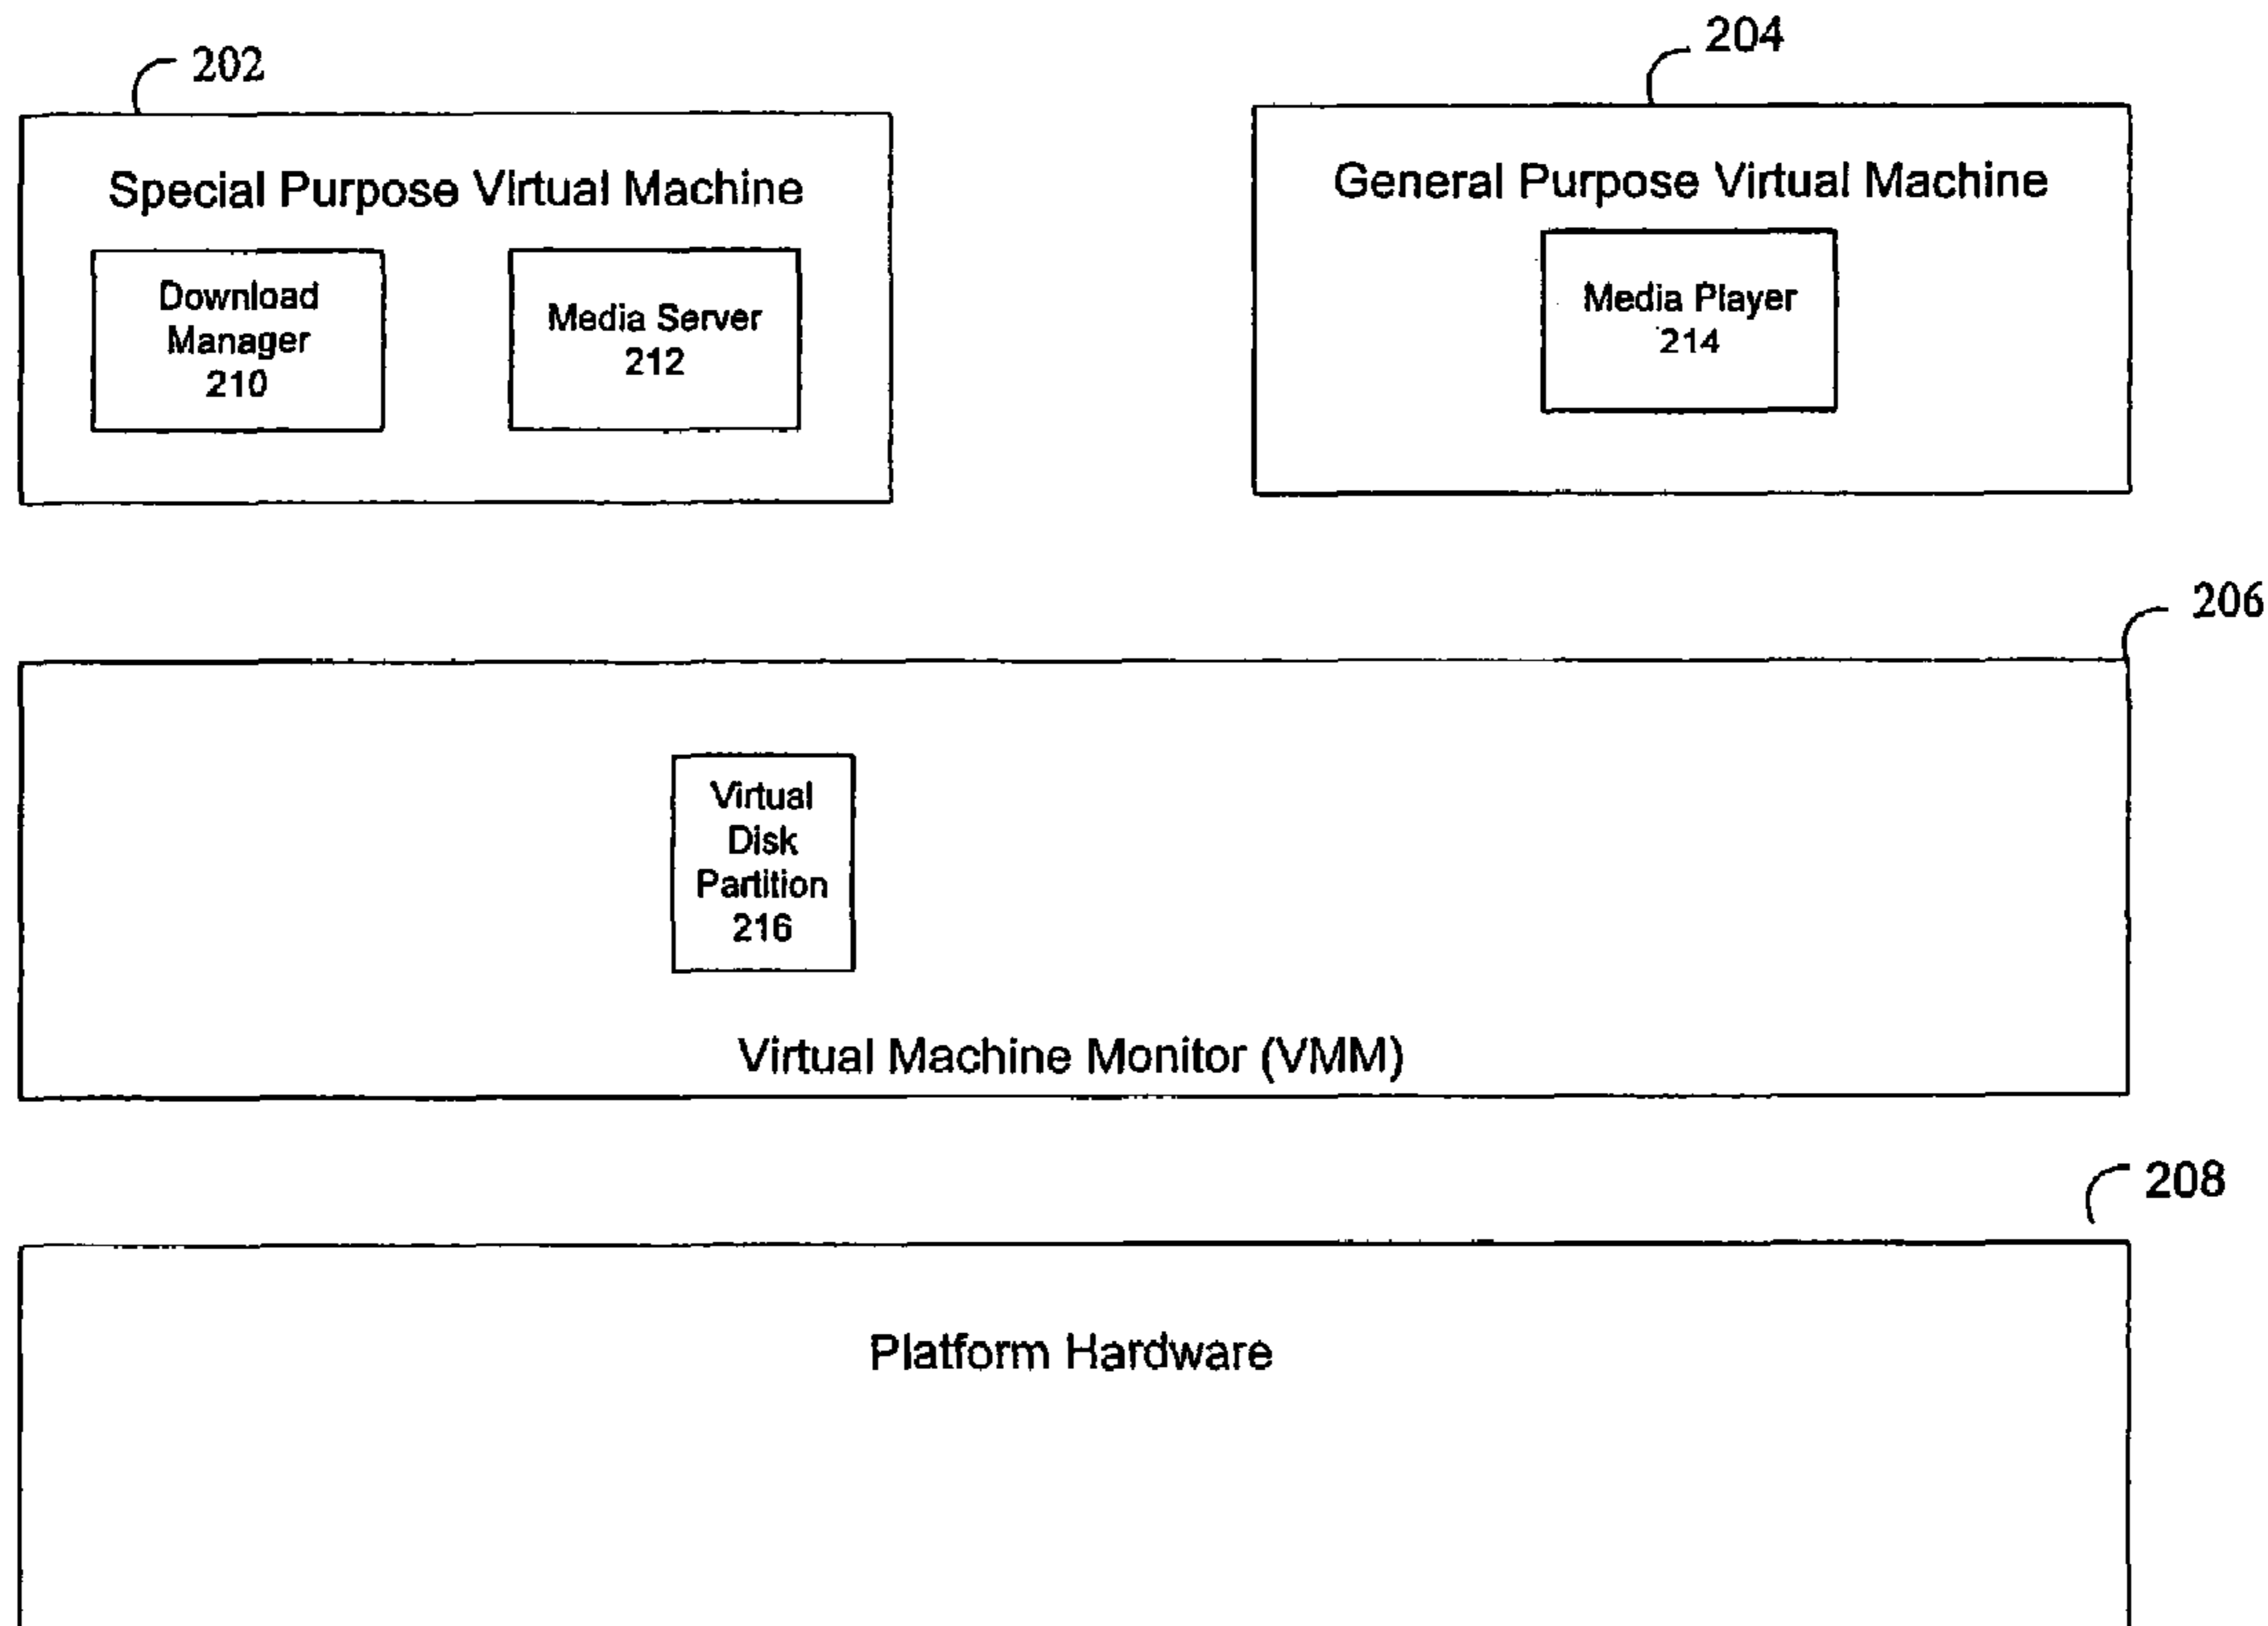 202
204
Special Purpose Virtual Machine
General Purpose Virtual Machine
Download
Manager
210
Media Server
212
Media Player
214
206
Virtual
Disk
Partition
216
Virtual Machine Monitor (VMM)
208
Platform Hardware